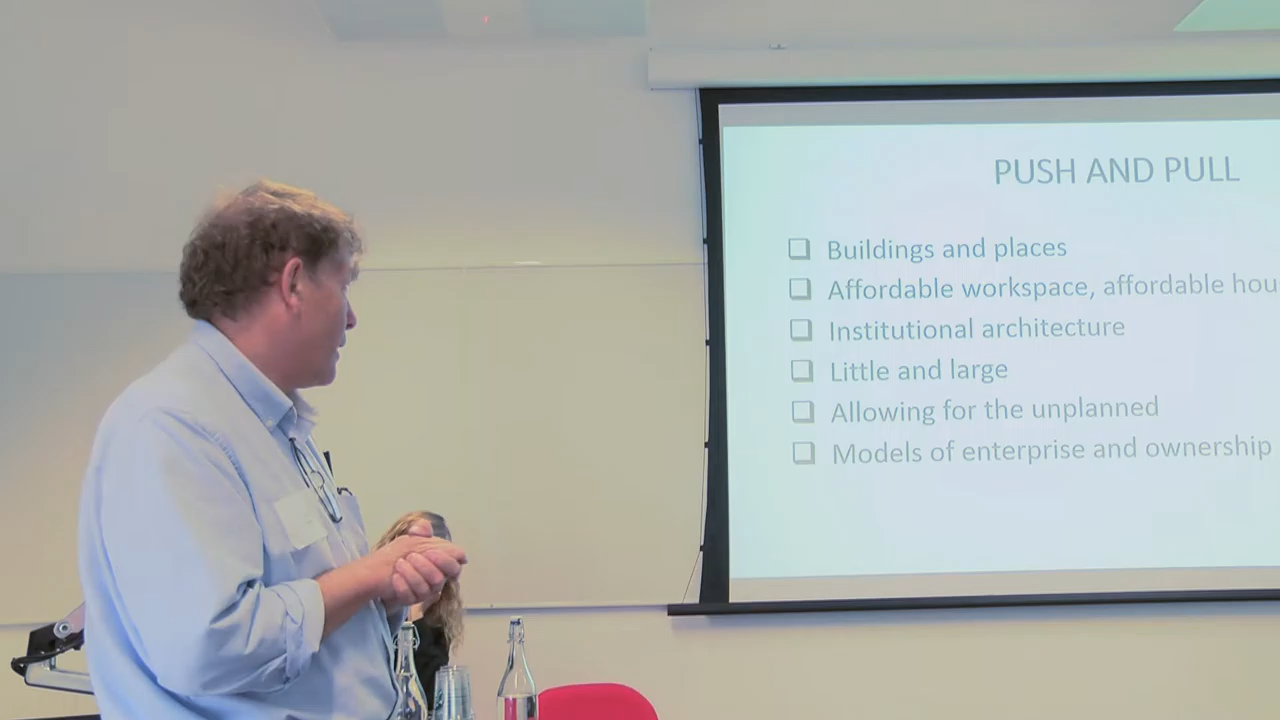 PUSH AND PULL
Buildings and places
Affordable workspace, affordable hou
Institutional architecture
Little and large
Allowing for the unplanned
Models of enterprise and ownership